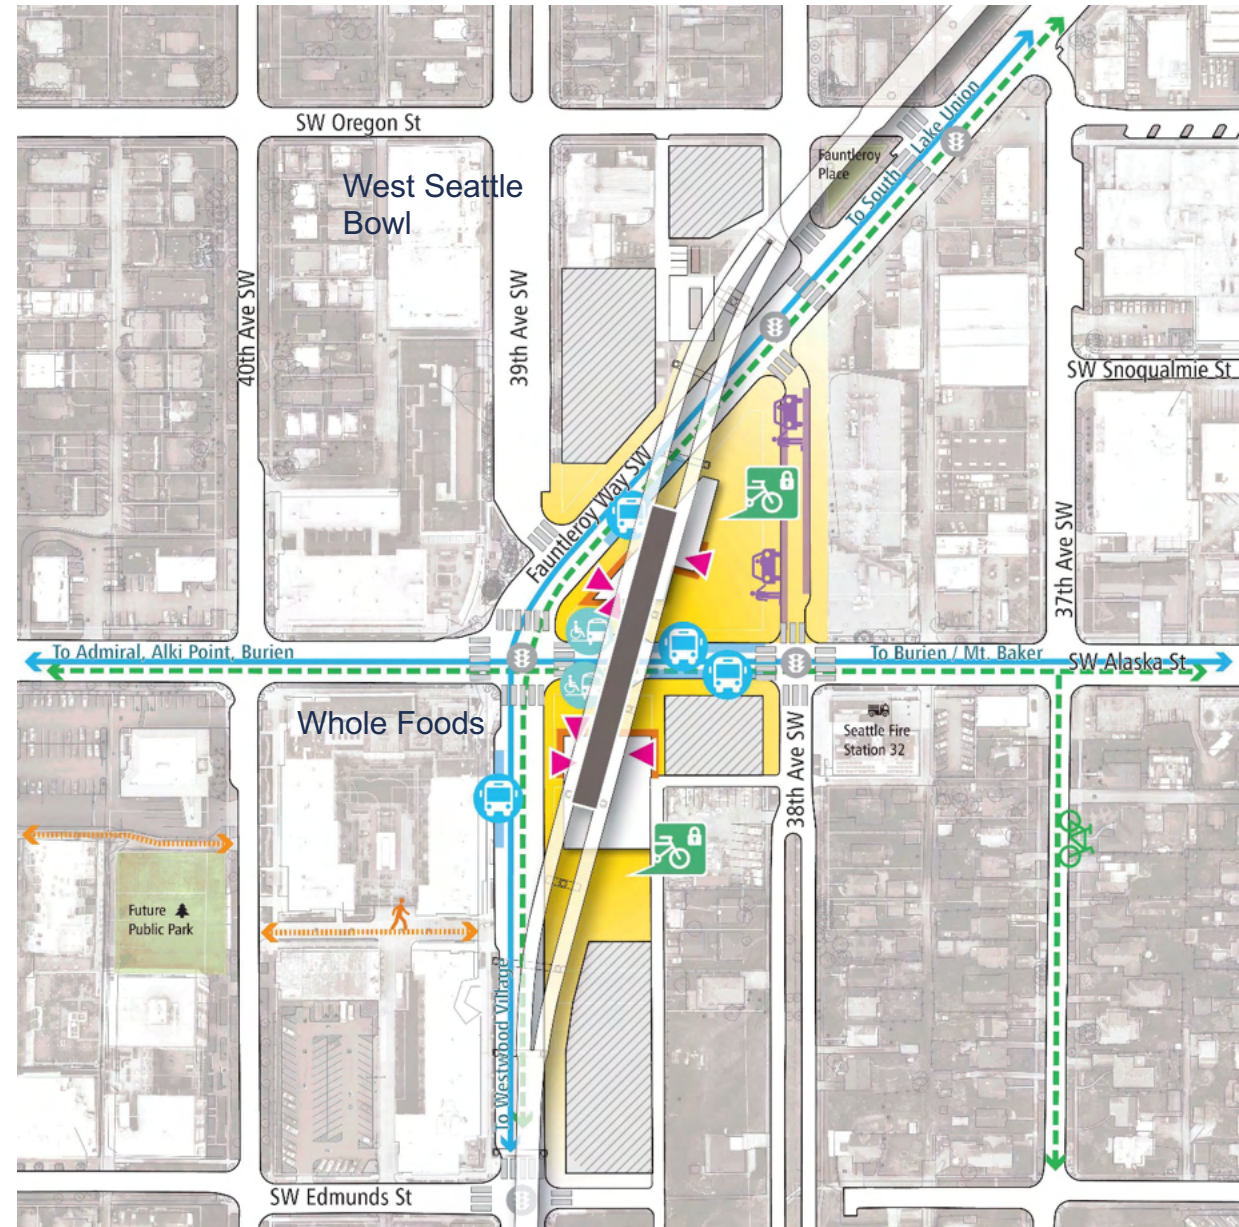 SW Oregon St
West Seattle
Bowl
Fauntleroy
Place
To South Lake Union
40th Ave SW
39th Ave SW
SW Snoqualmie St
Fauntleroy Way SW
37th Ave SW
To Admiral, Alki Point, Burien
To Burien / Mt. Baker
SW Alaska St
Whole Foods
Seattle Fire
Station 32
38th Ave SW
Future
Public Park
To Westwood Village
SW Edmunds St